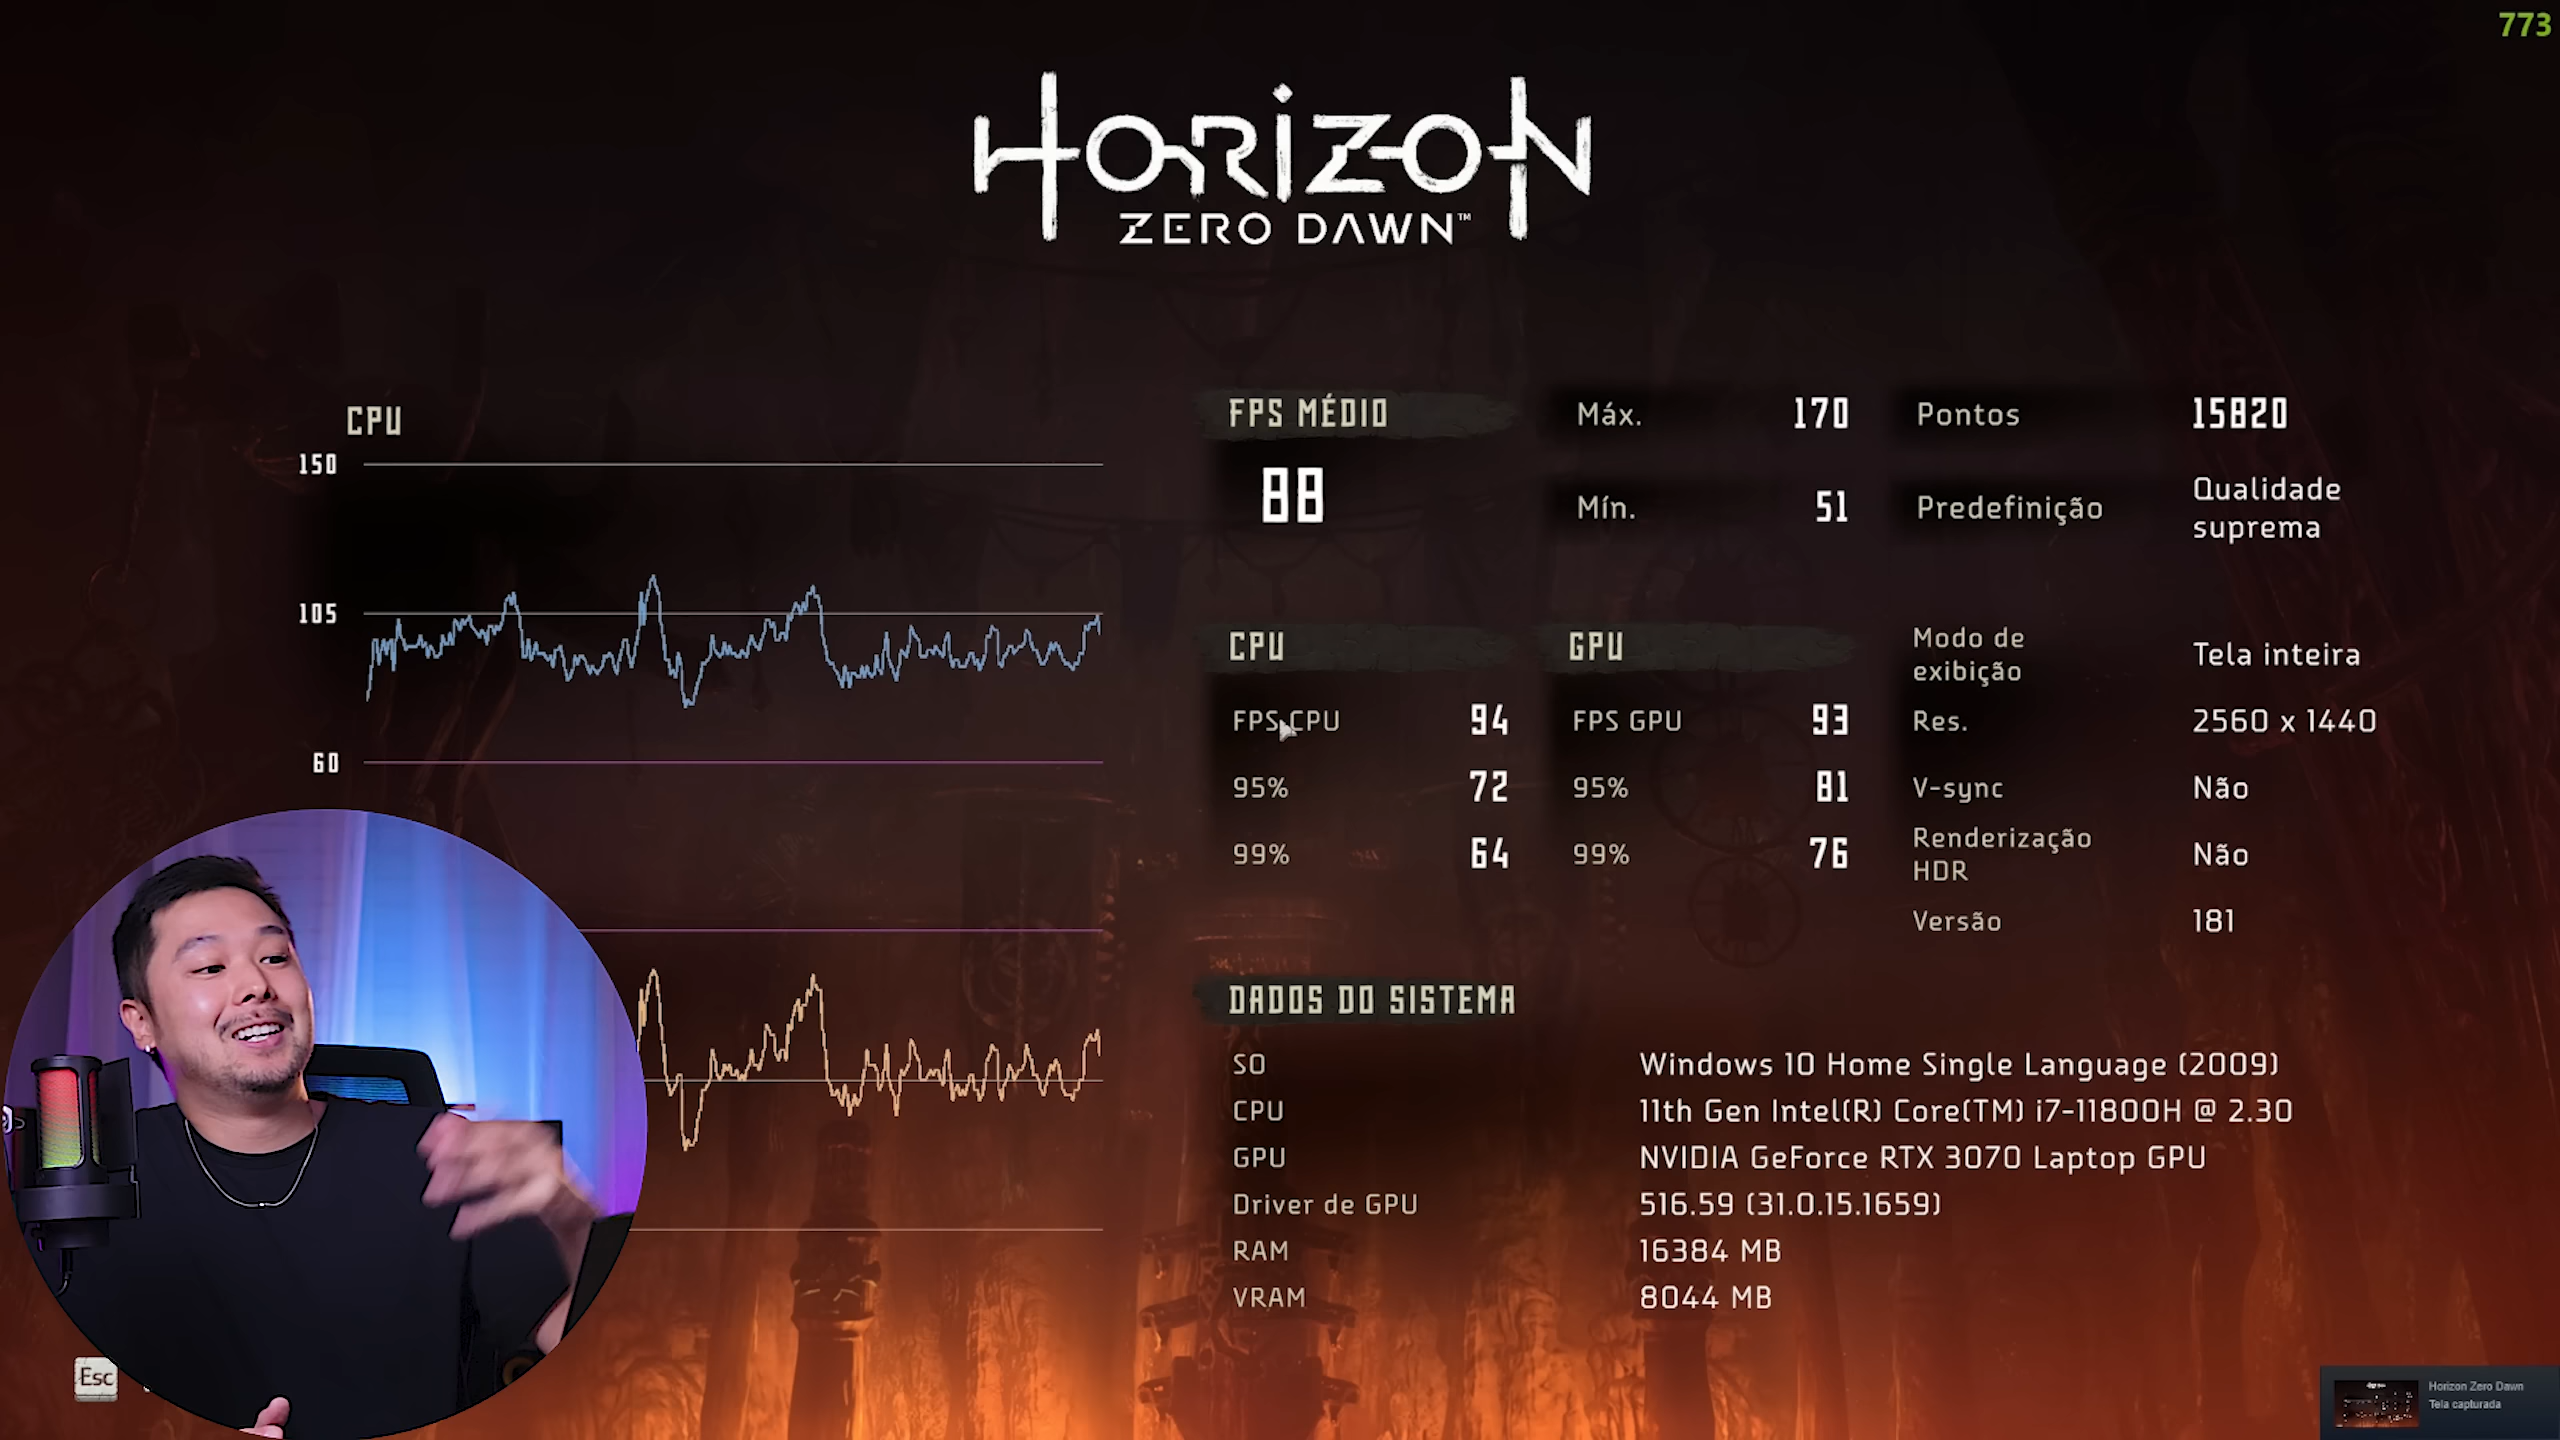 773
HORIZON
ZERO DAWN™
CPU
150
105
60
FPS MÉDIO
88
Máx. 170
Mín. 51
Pontos 15820
Predefinição Qualidade
suprema
CPU
FPS CPU 94
95% 72
99% 64
GPU
FPS GPU 93
95% 81
99% 76
Modo de
exibição Tela inteira
Res. 2560 x 1440
V-sync Não
Renderização
HDR Não
Versão 181
DADOS DO SISTEMA
SO Windows 10 Home Single Language (2009)
CPU 11th Gen Intel(R) Core(TM) i7-11800H @ 2.30
GPU NVIDIA GeForce RTX 3070 Laptop GPU
Driver de GPU 516.59 (31.0.15.1659)
RAM 16384 MB
VRAM 8044 MB
Esc
Horizon Zero Dawn
Tela capturada